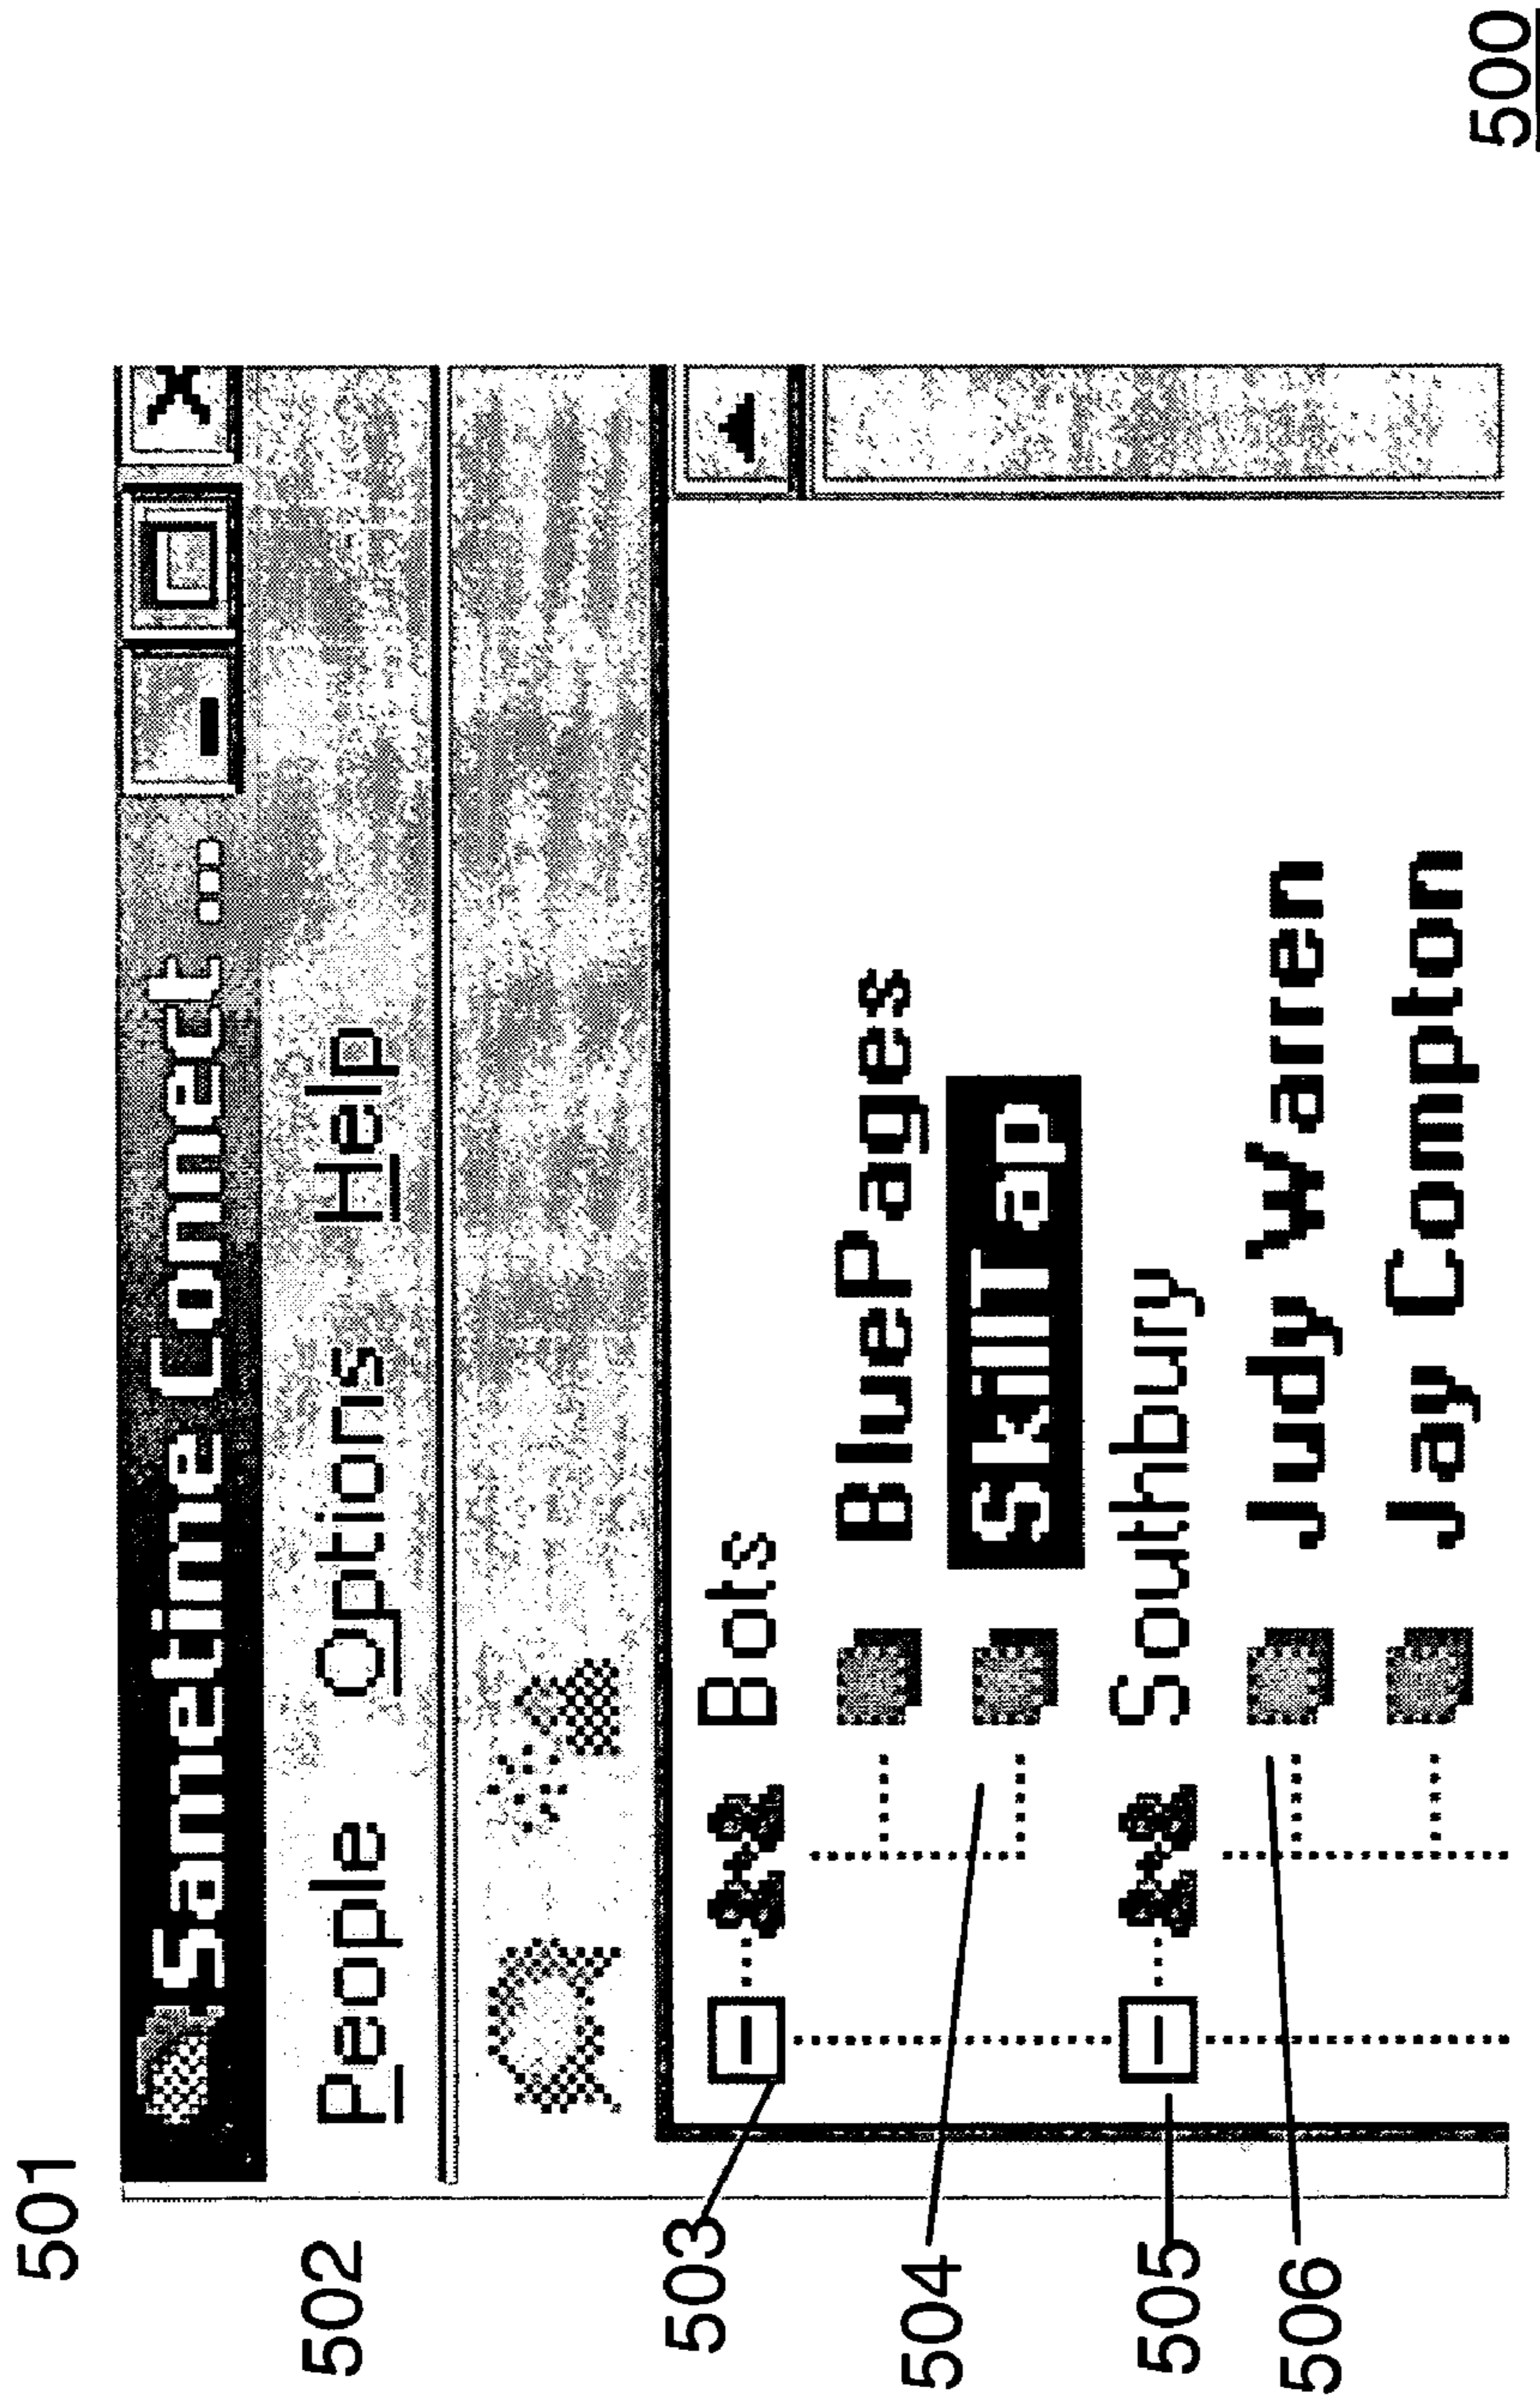 501
Sametime Connect ...
502
People Options Help
503
Bots
BluePages
504
SkillTap
505
Southbury
506
Judy Warren
Jay Compton
500